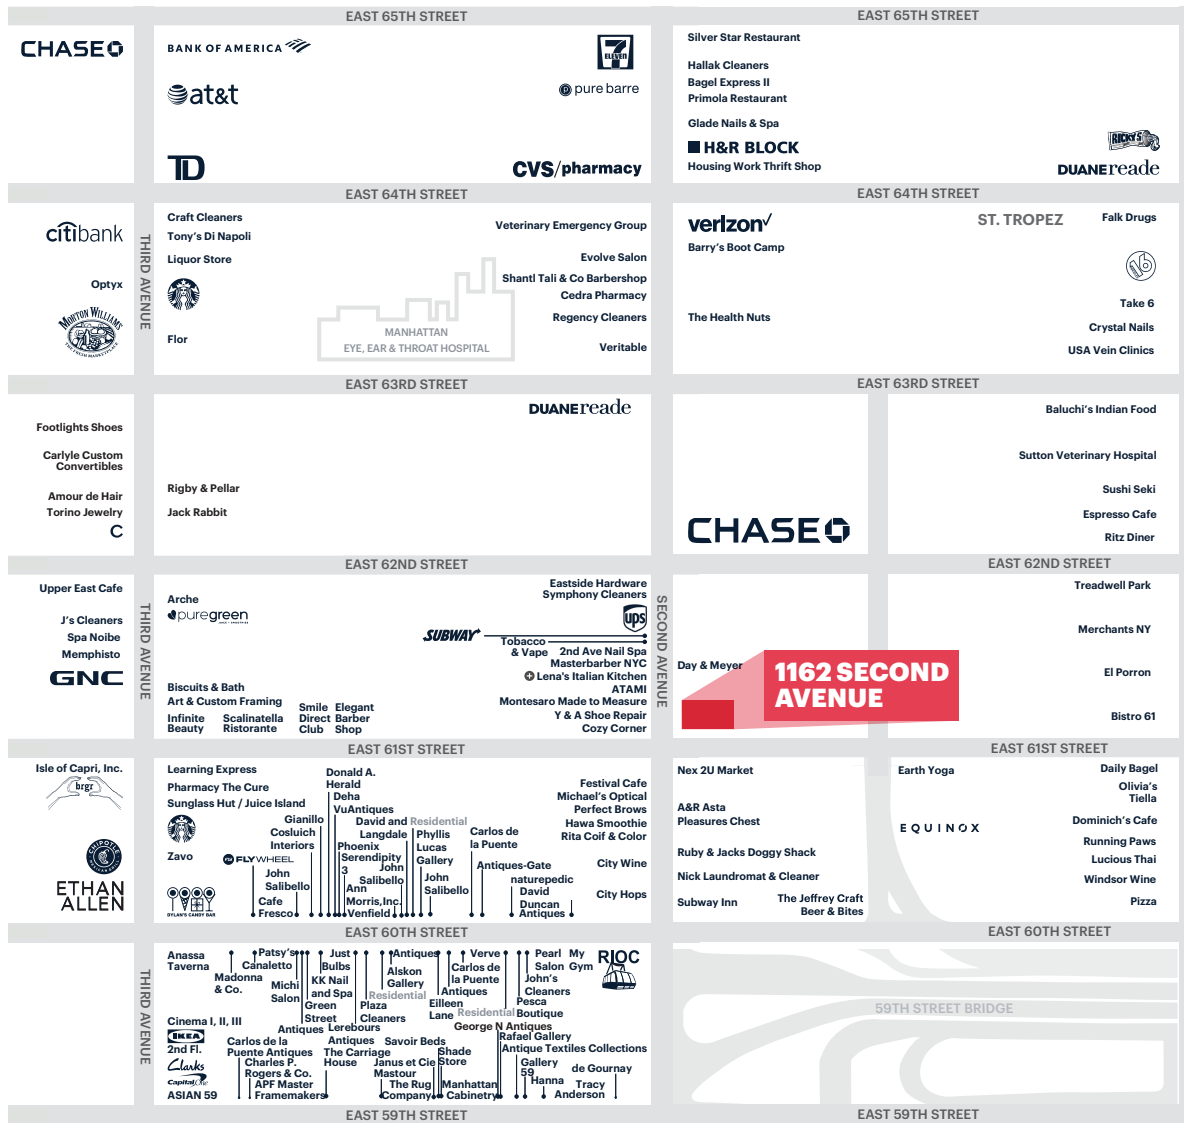 EAST 65TH STREET
EAST 65TH STREET
CHASE
BANK OF AMERICA
7
ELEVEN
at&t
pure barre
TD
CVS/pharmacy
Silver Star Restaurant
Hallak Cleaners
Bagel Express II
Primola Restaurant
Glade Nails & Spa
H&R BLOCK
Housing Work Thrift Shop
RICKY'S
DUANEreade
EAST 64TH STREET
EAST 64TH STREET
citibank
Optyx
MORTON WILLIAMS
THE FRESH MARKETPLACE
THIRD AVENUE
Craft Cleaners
Tony's Di Napoli
Liquor Store
Flor
Veterinary Emergency Group
Evolve Salon
Shantl Tali & Co Barbershop
Cedra Pharmacy
Regency Cleaners
Veritable
MANHATTAN
EYE, EAR & THROAT HOSPITAL
verizon
Barry's Boot Camp
The Health Nuts
ST. TROPEZ
Falk Drugs
16
Take 6
Crystal Nails
USA Vein Clinics
EAST 63RD STREET
EAST 63RD STREET
Footlights Shoes
Carlyle Custom
Convertibles
Amour de Hair
Torino Jewelry
C
DUANEreade
Rigby & Pellar
Jack Rabbit
CHASE
Baluchi's Indian Food
Sutton Veterinary Hospital
Sushi Seki
Espresso Cafe
Ritz Diner
EAST 62ND STREET
EAST 62ND STREET
Upper East Cafe
J's Cleaners
Spa Noibe
Memphisto
GNC
THIRD AVENUE
Arche
puregreen
Biscuits & Bath
Art & Custom Framing
Infinite
Beauty
Scalinatella
Ristorante
Smile
Direct
Club
Elegant
Barber
Shop
Eastside Hardware
Symphony Cleaners
ups
SUBWAY
Tobacco
& Vape
2nd Ave Nail Spa
Masterbarber NYC
Lena's Italian Kitchen
ATAMI
Montesaro Made to Measure
Y & A Shoe Repair
Cozy Corner
SECOND AVENUE
Day & Meyer
1162 SECOND
AVENUE
Treadwell Park
Merchants NY
El Porron
Bistro 61
EAST 61ST STREET
EAST 61ST STREET
Isle of Capri, Inc.
brgr
CHIPOTLE
MEXICAN GRILL
ETHAN
ALLEN
Learning Express
Pharmacy The Cure
Sunglass Hut / Juice Island
Zavo
DYLAN'S CANDY BAR
FLYWHEEL
Gianillo
Cosluich
Interiors
John
Salibello
Cafe
Fresco
Donald A.
Herald
Deha
VuAntiques
David and
Langdale
Residential
Phoenix
Serendipity
3
John
Salibello
Ann
Morris,Inc.
Venfield
Phyllis
Lucas
Gallery
John
Salibello
Carlos de
la Puente
Antiques-Gate
naturepedic
David
Duncan
Antiques
Festival Cafe
Michael's Optical
Perfect Brows
Hawa Smoothie
Rita Coif & Color
City Wine
City Hops
Nex 2U Market
A&R Asta
Pleasures Chest
Ruby & Jacks Doggy Shack
Nick Laundromat & Cleaner
Subway Inn
The Jeffrey Craft
Beer & Bites
Earth Yoga
EQUINOX
Daily Bagel
Olivia's
Tiella
Dominich's Cafe
Running Paws
Lucious Thai
Windsor Wine
Pizza
EAST 60TH STREET
EAST 60TH STREET
THIRD AVENUE
Anassa
Taverna
Madonna
& Co.
Patsy's
Canaletto
Michi
Salon
Just
Bulbs
KK Nail
and Spa
Green
Street
Antiques
Antiques
Alskon
Gallery
Residential
Plaza
Cleaners
Verve
Carlos de
la Puente
Antiques
Eilleen
Lane
Residential
Pearl
Salon
My
Gym
John's
Cleaners
Pesca
Boutique
RIOC
Cinema I, II, III
IKEA
2nd Fl.
Clarks
Capital One
ASIAN 59
Carlos de la
Puente Antiques
Charles P.
Rogers & Co.
APF Master
Framemakers
Lerebours
Antiques
The Carriage
House
Savoir Beds
Janus et Cie
Mastour
The Rug
Company
Shade
Store
Manhattan
Cabinetry
George N Antiques
Rafael Gallery
Antique Textiles Collections
Gallery
59
Hanna
de Gournay
Tracy
Anderson
59TH STREET BRIDGE
EAST 59TH STREET
EAST 59TH STREET